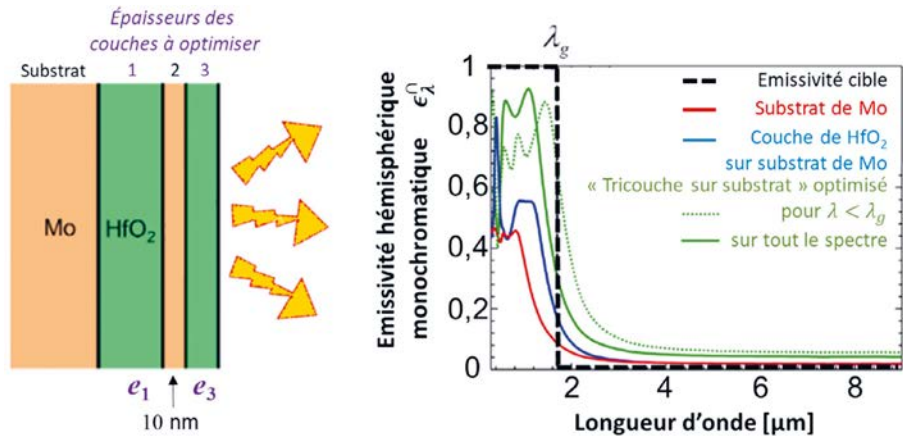 Épaisseurs des
couches à optimiser
Substrat 1 2 3
Mo HfO₂
e₁ e₃
10 nm
λg
Emissivité hémisphérique
monochromatique ϵ∩λ
1
0,8
0,6
0,4
0,2
0
2 4 6 8
Longueur d'onde [µm]
Emissivité cible
Substrat de Mo
Couche de HfO₂
sur substrat de Mo
« Tricouche sur substrat » optimisé
pour λ < λg
sur tout le spectre